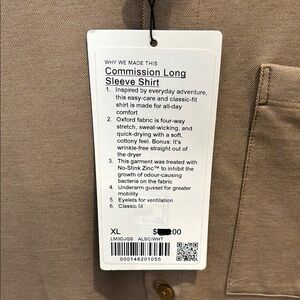 WHY WE MADE THIS
Commission Long
Sleeve Shirt
1. Inspired by everyday adventure,
this easy-care and classic-fit
shirt is made for all-day
comfort
2. Oxford fabric is four-way
stretch, sweat-wicking, and
quick-drying with a soft,
cottony feel. Bonus: It's
wrinkle-free straight out of
the dryer
3. This garment was treated with
No-Stink Zinc™ to inhibit the
growth of odour-causing
bacteria on the fabric
4. Underarm gusset for greater
mobility
5. Eyelets for ventilation
6. Classic fit
XL $ :00
LM3DJQS ALSC/WHT
000148201055